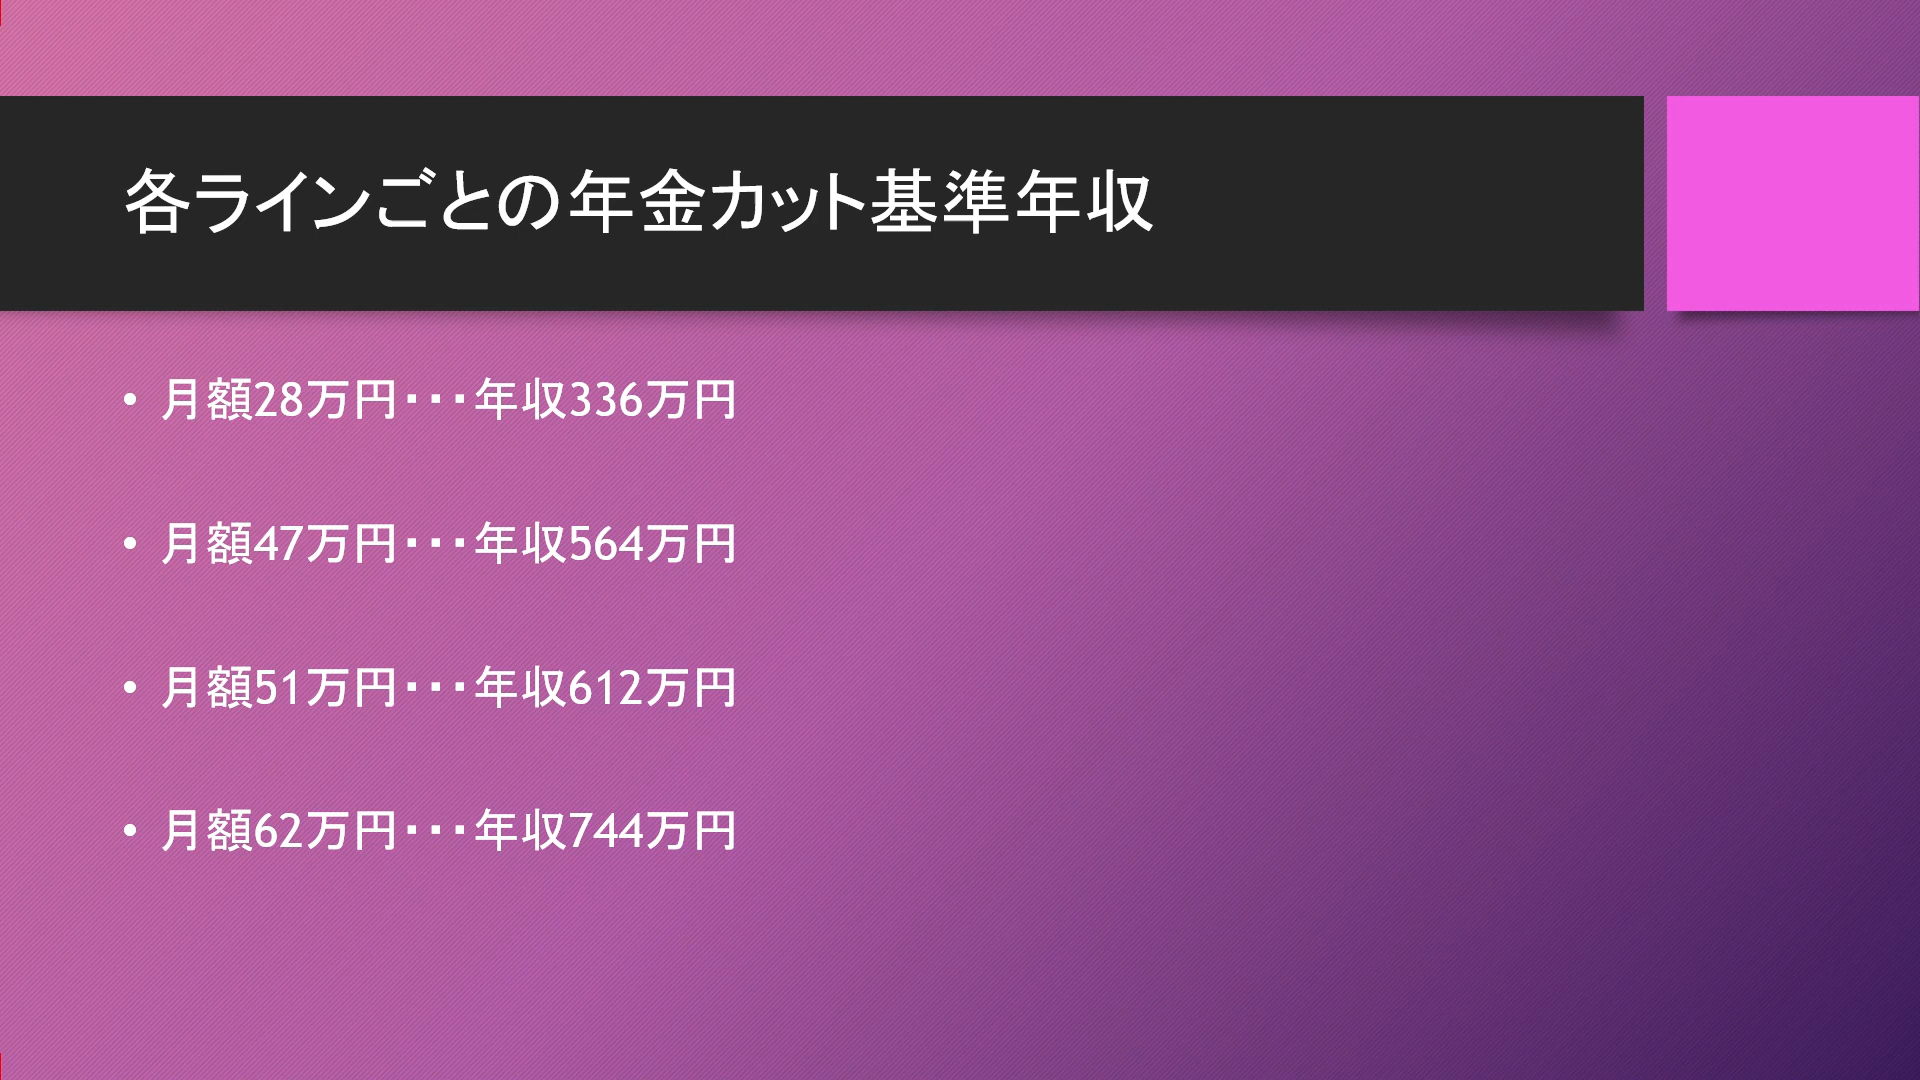 各ラインごとの年金カット基準年収
• 月額28万円・・・年収336万円
• 月額47万円・・・年収564万円
• 月額51万円・・・年収612万円
• 月額62万円・・・年収744万円